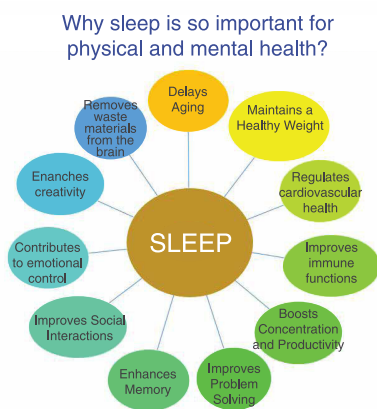 Why sleep is so important for
physical and mental health?
Delays
Aging
Maintains a
Healthy Weight
Regulates
cardiovascular
health
Improves
immune
functions
Boosts
Concentration
and Productivity
Improves
Problem
Solving
Enhances
Memory
Improves Social
Interactions
Contributes
to emotional
control
Enanches
creativity
Removes
waste
materials
from the
brain
SLEEP